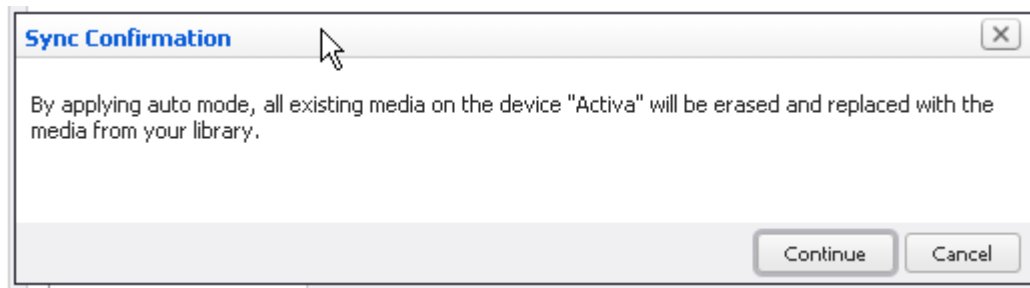 Sync Confirmation
By applying auto mode, all existing media on the device "Activa" will be erased and replaced with the
media from your library.
Continue
Cancel